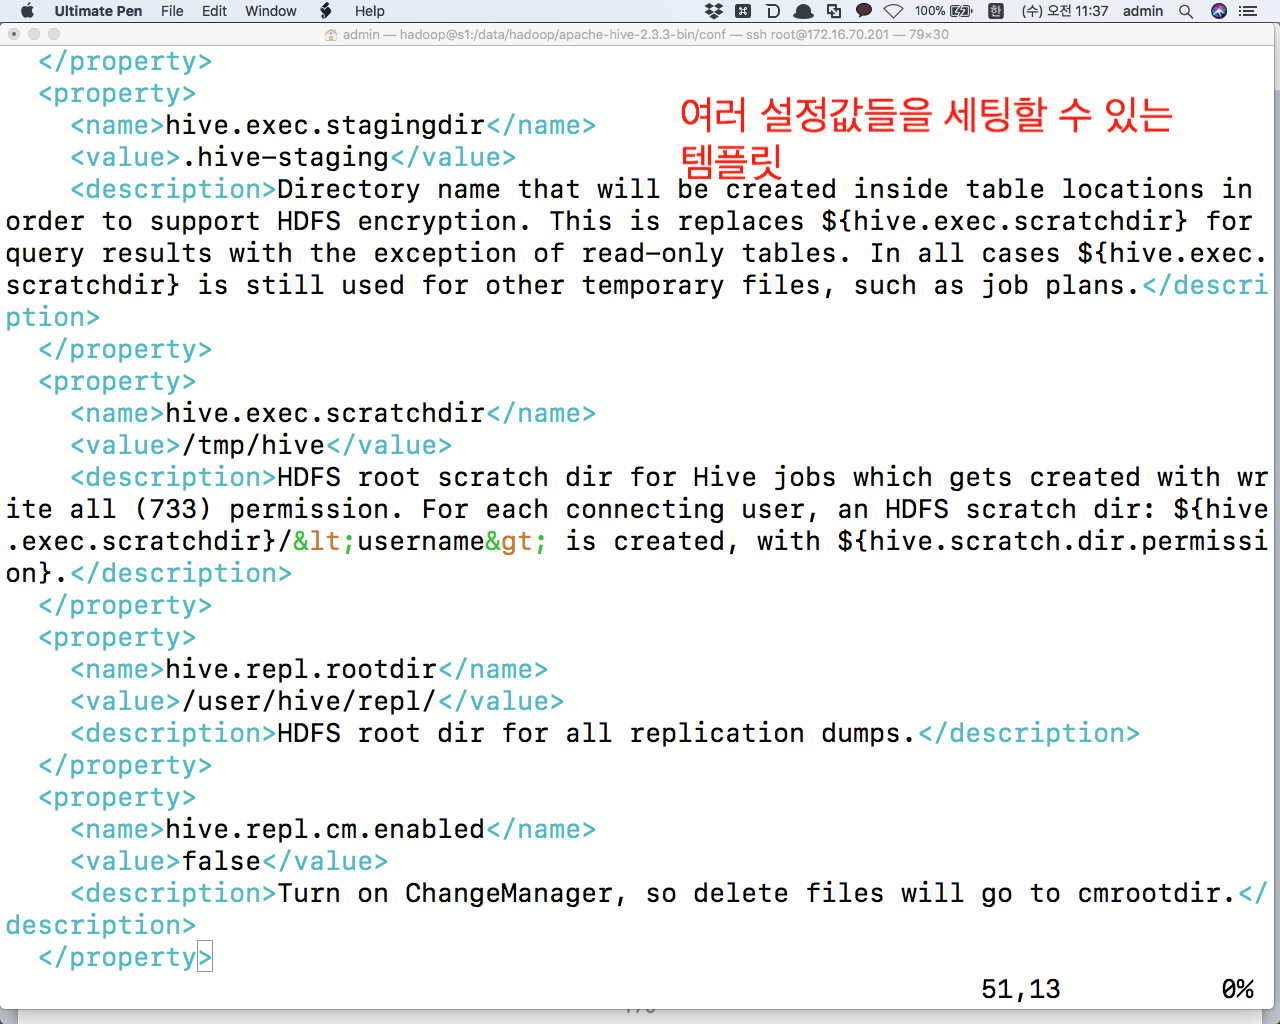 Ultimate Pen File Edit Window Help 100% 한 (수) 오전 11:37 admin
admin — hadoop@s1:/data/hadoop/apache-hive-2.3.3-bin/conf — ssh root@172.16.70.201 — 79×30
</property>
<property>
<name>hive.exec.stagingdir</name>
여러 설정값들을 세팅할 수 있는
<value>.hive-staging</value>
템플릿
<description>Directory name that will be created inside table locations in
order to support HDFS encryption. This is replaces ${hive.exec.scratchdir} for
query results with the exception of read-only tables. In all cases ${hive.exec.
scratchdir} is still used for other temporary files, such as job plans.</descri
ption>
</property>
<property>
<name>hive.exec.scratchdir</name>
<value>/tmp/hive</value>
<description>HDFS root scratch dir for Hive jobs which gets created with wr
ite all (733) permission. For each connecting user, an HDFS scratch dir: ${hive
.exec.scratchdir}/&lt;username&gt; is created, with ${hive.scratch.dir.permissi
on}.</description>
</property>
<property>
<name>hive.repl.rootdir</name>
<value>/user/hive/repl/</value>
<description>HDFS root dir for all replication dumps.</description>
</property>
<property>
<name>hive.repl.cm.enabled</name>
<value>false</value>
<description>Turn on ChangeManager, so delete files will go to cmrootdir.</
description>
</property>
51,13 0%